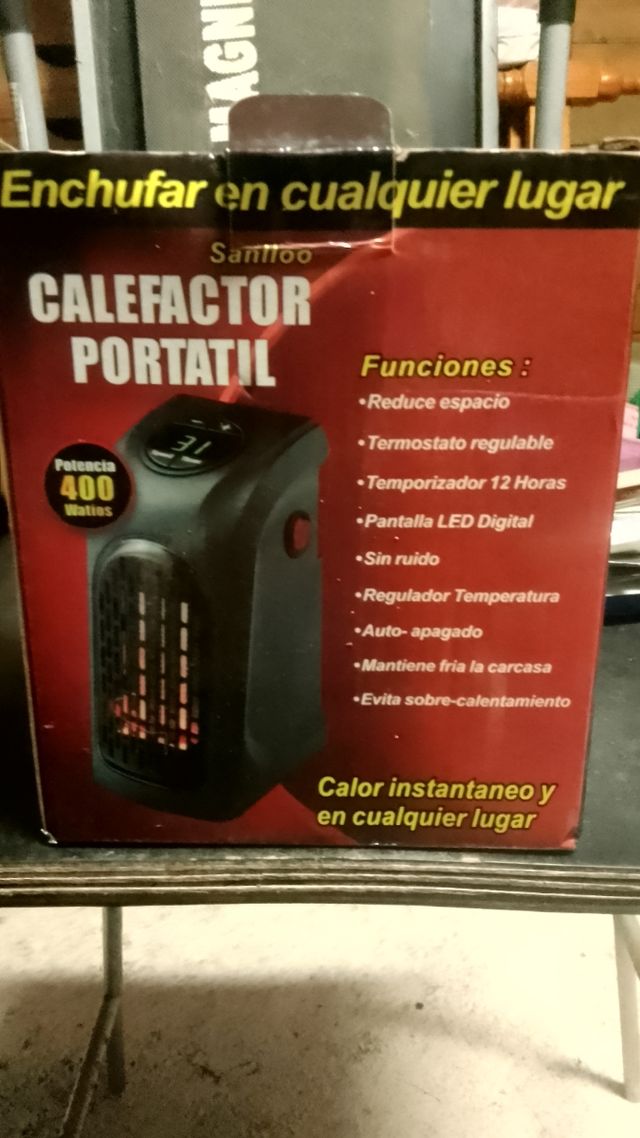 MAGN
Enchufar en cualquier lugar
Sanlloo
CALEFACTOR
PORTATIL
Potencia
400
Watios
31
Funciones :
•Reduce espacio
•Termostato regulable
•Temporizador 12 Horas
•Pantalla LED Digital
•Sin ruido
•Regulador Temperatura
•Auto- apagado
•Mantiene fria la carcasa
•Evita sobre-calentamiento
Calor instantaneo y
en cualquier lugar